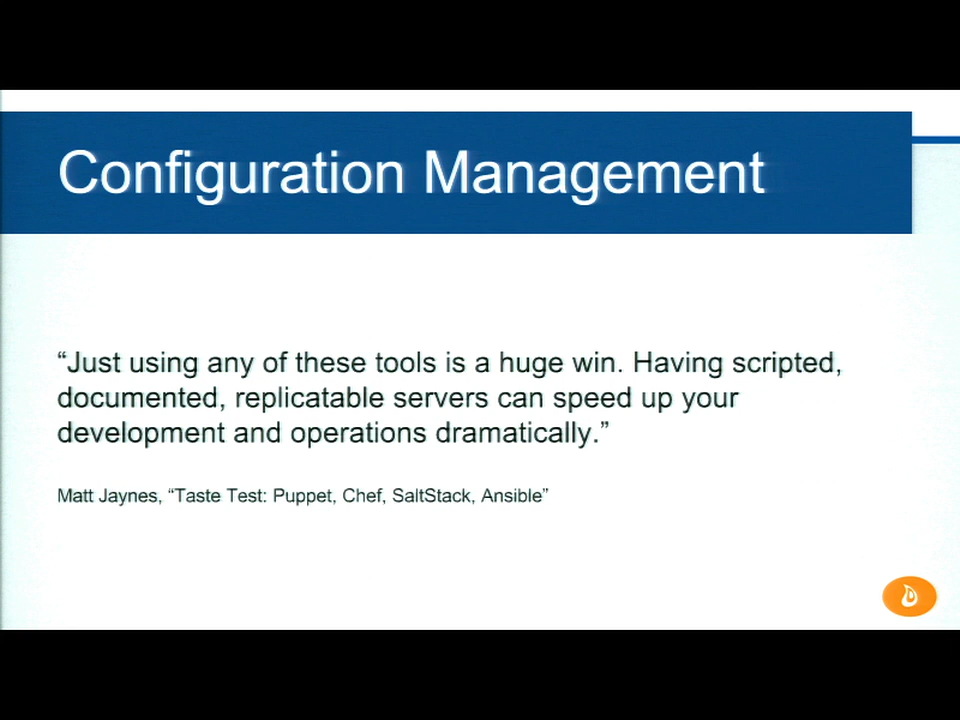 Configuration Management
“Just using any of these tools is a huge win. Having scripted,
documented, replicatable servers can speed up your
development and operations dramatically.”
Matt Jaynes, “Taste Test: Puppet, Chef, SaltStack, Ansible”